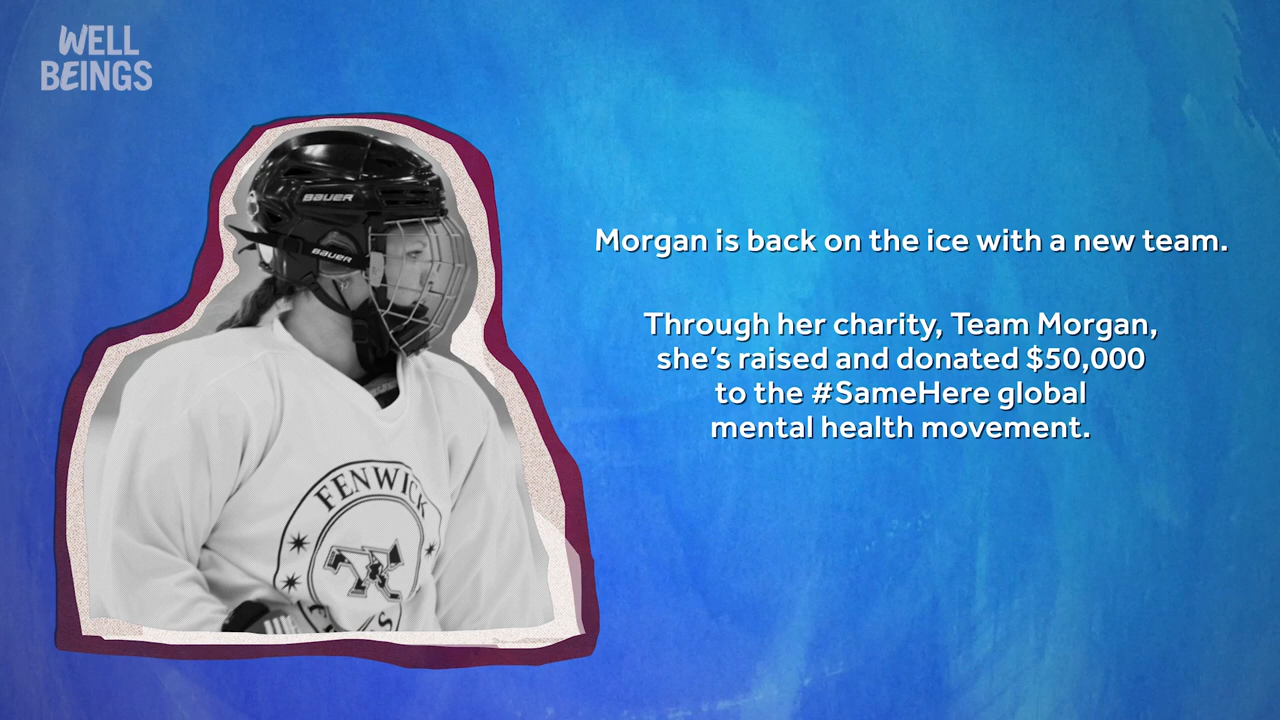 WELL
BEINGS
BAUER
BAUER
Morgan is back on the ice with a new team.
Through her charity, Team Morgan,
she's raised and donated $50,000
to the #SameHere global
mental health movement.
FENWICK